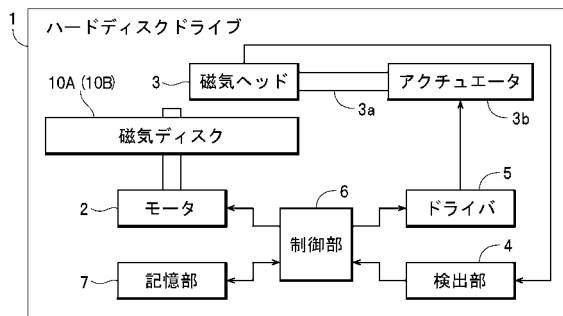 1
ハードディスクドライブ
10A (10B)
3
磁気ヘッド
アクチュエータ
3a
3b
磁気ディスク
2
モータ
6
制御部
5
ドライバ
7
記憶部
4
検出部